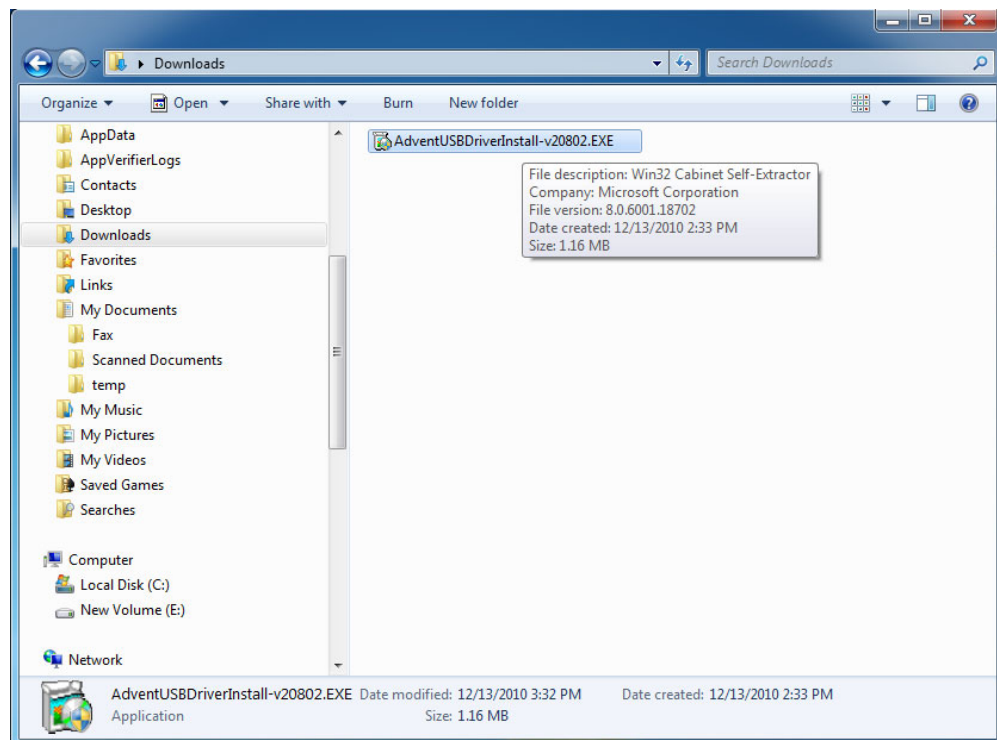 Downloads
Search Downloads
Organize
Open
Share with
Burn
New folder
AppData
AppVerifierLogs
Contacts
Desktop
Downloads
Favorites
Links
My Documents
Fax
Scanned Documents
temp
My Music
My Pictures
My Videos
Saved Games
Searches
Computer
Local Disk (C:)
New Volume (E:)
Network
AdventUSBDriverInstall-v20802.EXE
File description: Win32 Cabinet Self-Extractor
Company: Microsoft Corporation
File version: 8.0.6001.18702
Date created: 12/13/2010 2:33 PM
Size: 1.16 MB
AdventUSBDriverInstall-v20802.EXE Date modified: 12/13/2010 3:32 PM Date created: 12/13/2010 2:33 PM
Application Size: 1.16 MB